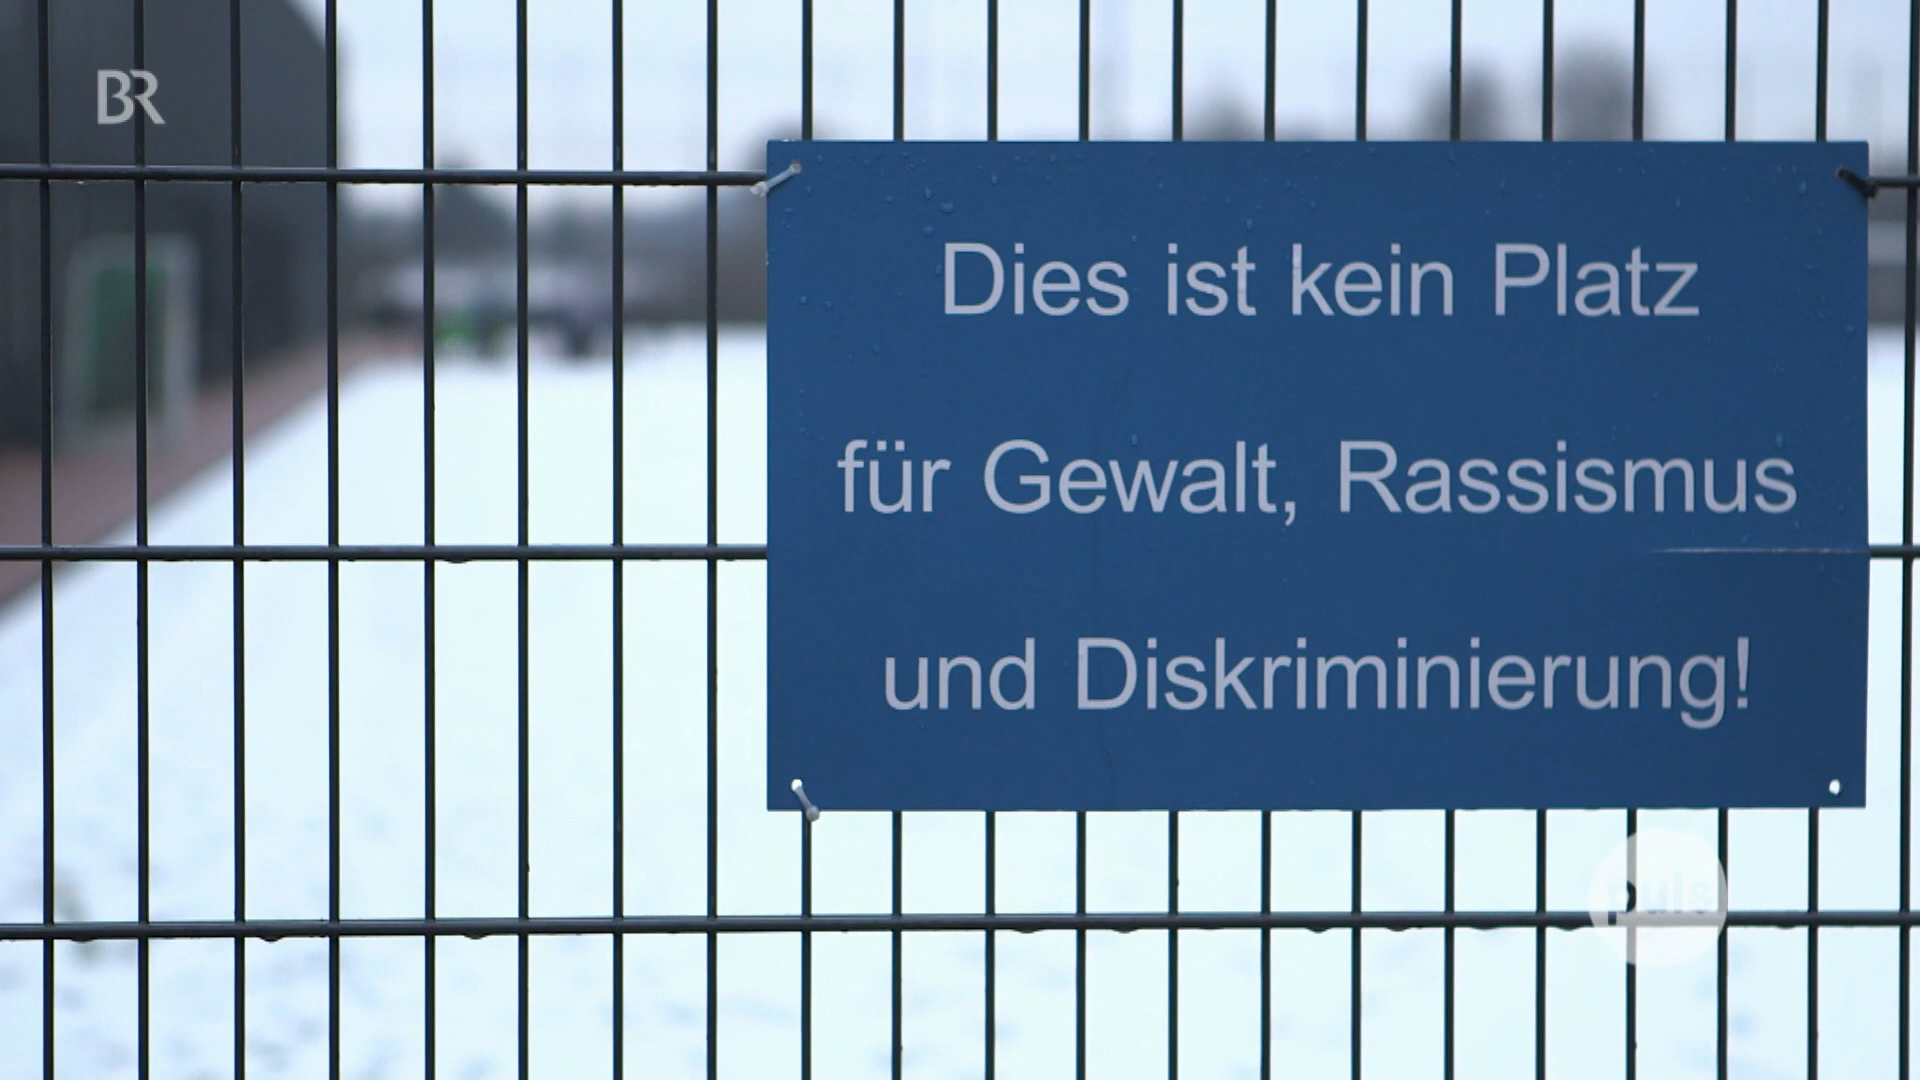 BR
Dies ist kein Platz
für Gewalt, Rassismus
und Diskriminierung!
puls